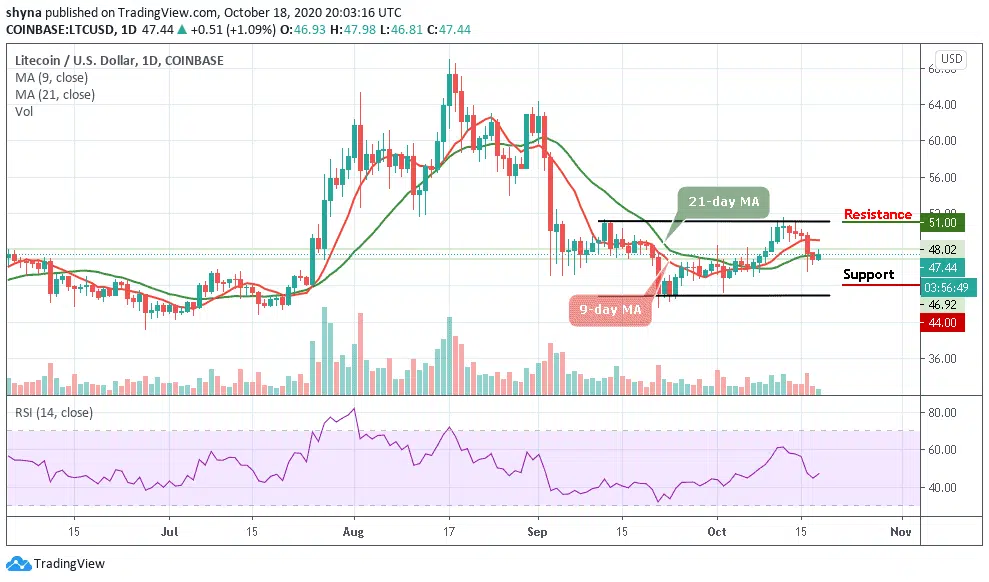 shyna published on TradingView.com, October 18, 2020 20:03:16 UTC
COINBASE:LTCUSD, 1D 47.44 ▲ +0.51 (+1.09%) O:46.93 H:47.98 L:46.81 C:47.44
Litecoin / U.S. Dollar, 1D, COINBASE
MA (9, close)
MA (21, close)
Vol
USD
64.00
60.00
56.00
21-day MA
Resistance
51.00
48.02
47.44
Support
03:56:49
46.92
9-day MA
44.00
36.00
RSI (14, close)
80.00
60.00
40.00
15 Jul 15 Aug 17 Sep 15 Oct 15 Nov
TradingView